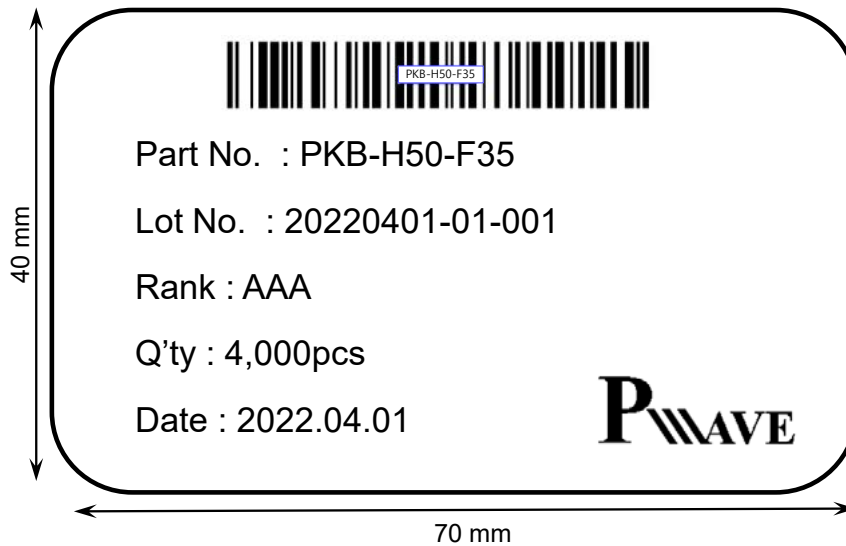 PKB-H50-F35
Part No. : PKB-H50-F35
Lot No. : 20220401-01-001
Rank : AAA
Q’ty : 4,000pcs
Date : 2022.04.01
PWAVE
40 mm
70 mm